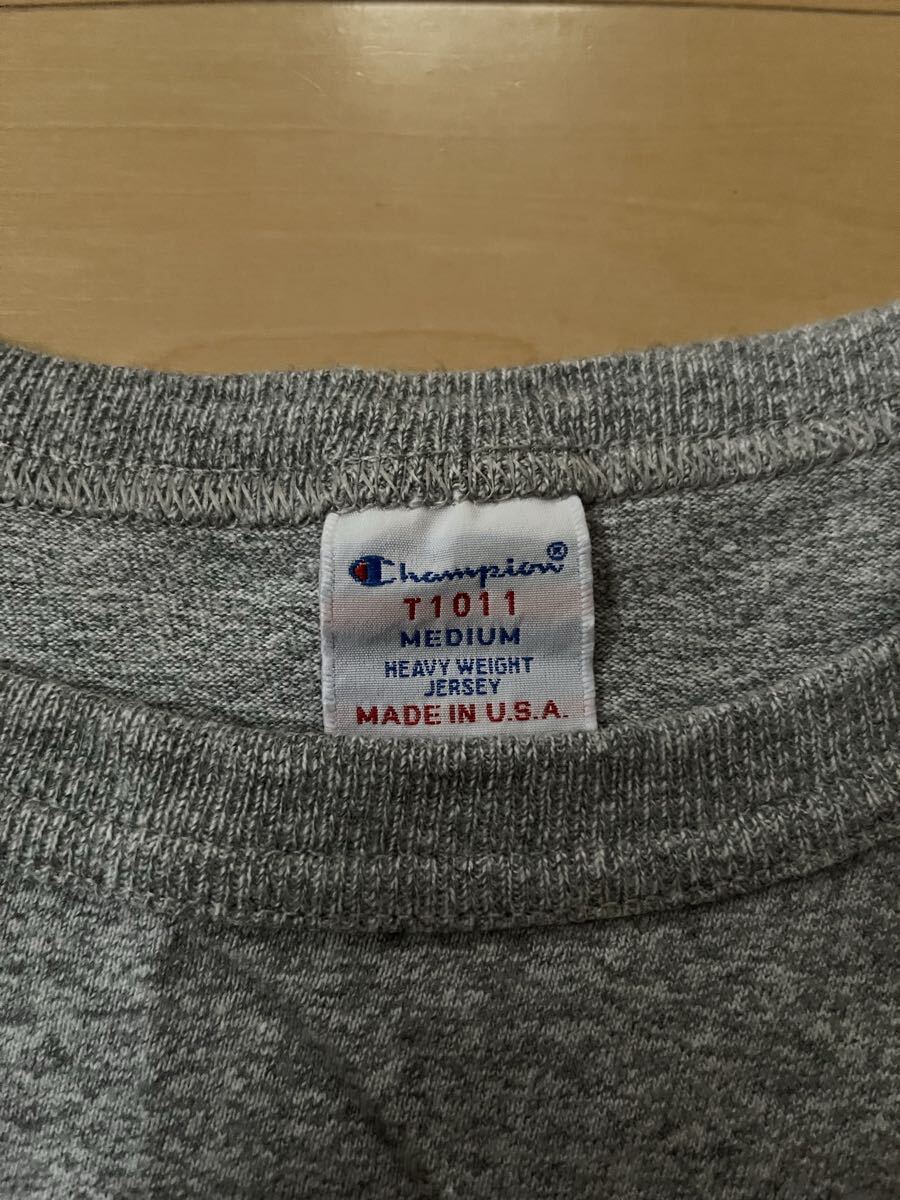 Champion®
T1011
MEDIUM
HEAVY WEIGHT
JERSEY
MADE IN U.S.A.